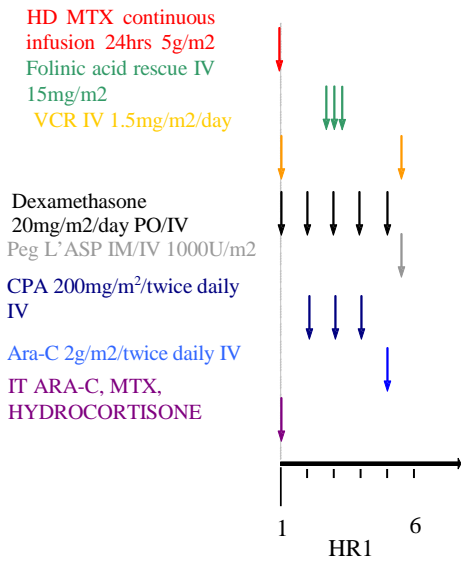 HD MTX continuous
infusion 24hrs 5g/m2
Folinic acid rescue IV
15mg/m2
VCR IV 1.5mg/m2/day
Dexamethasone
20mg/m2/day PO/IV
Peg L'ASP IM/IV 1000U/m2
CPA 200mg/m²/twice daily
IV
Ara-C 2g/m2/twice daily IV
IT ARA-C, MTX,
HYDROCORTISONE
1 6
HR1